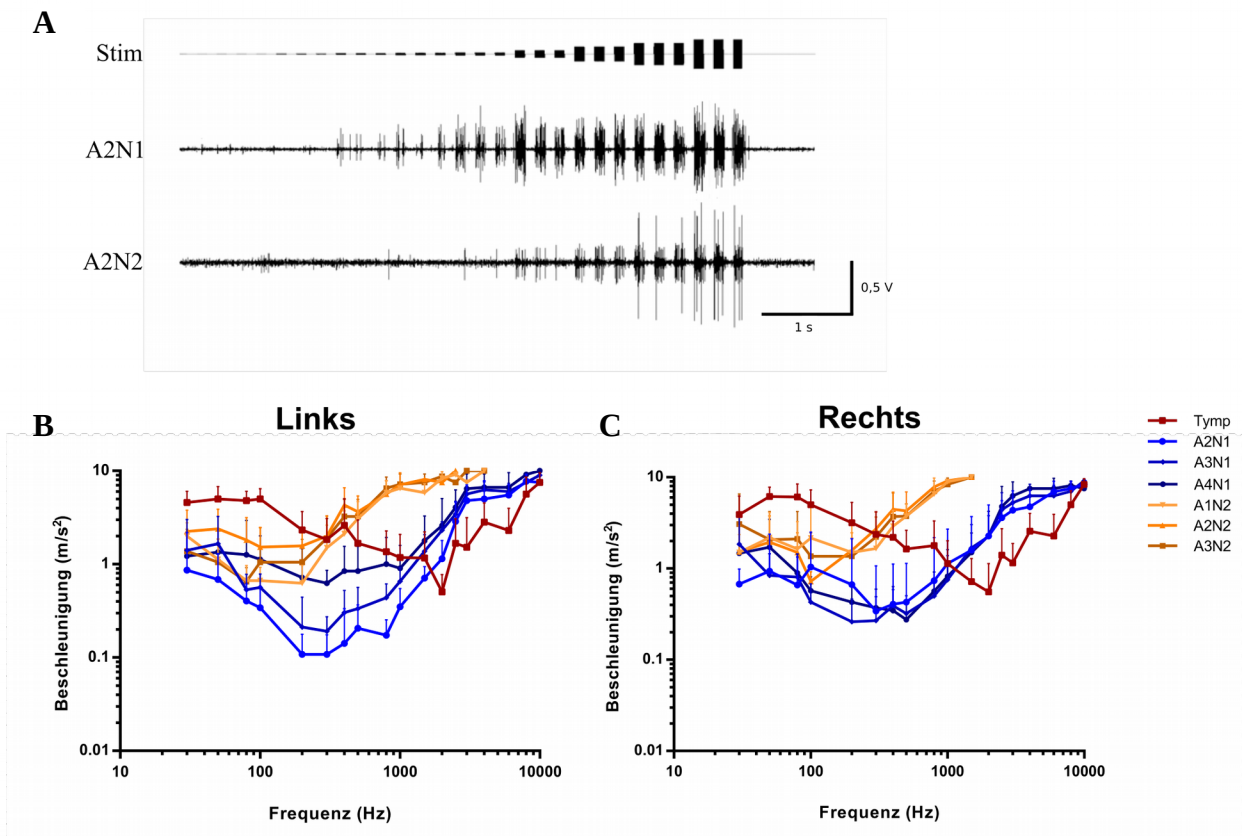 A
Stim
A2N1
A2N2
0,5 V
1 s
B
Links
C
Rechts
Beschleunigung (m/s²)
10
1
0.1
0.01
10
100
1000
10000
Frequenz (Hz)
Beschleunigung (m/s²)
10
1
0.1
0.01
10
100
1000
10000
Frequenz (Hz)
Tymp
A2N1
A3N1
A4N1
A1N2
A2N2
A3N2